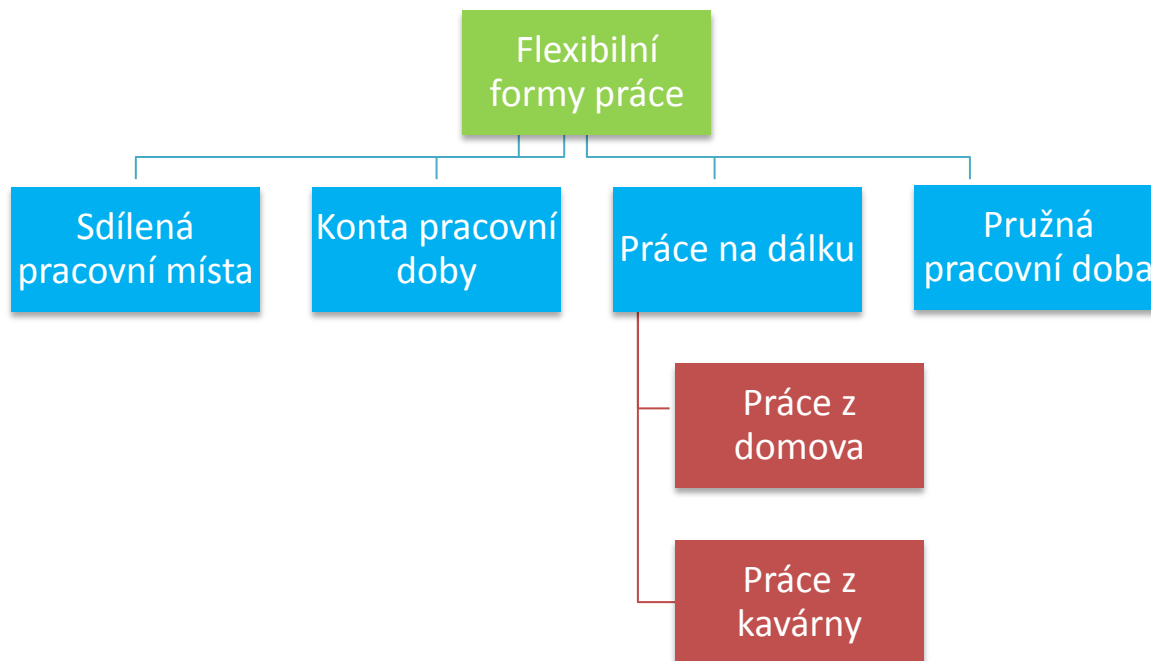 Flexibilní
formy práce
Sdílená
pracovní místa
Konta pracovní
doby
Práce na dálku
Pružná
pracovní doba
Práce z
domova
Práce z
kavárny